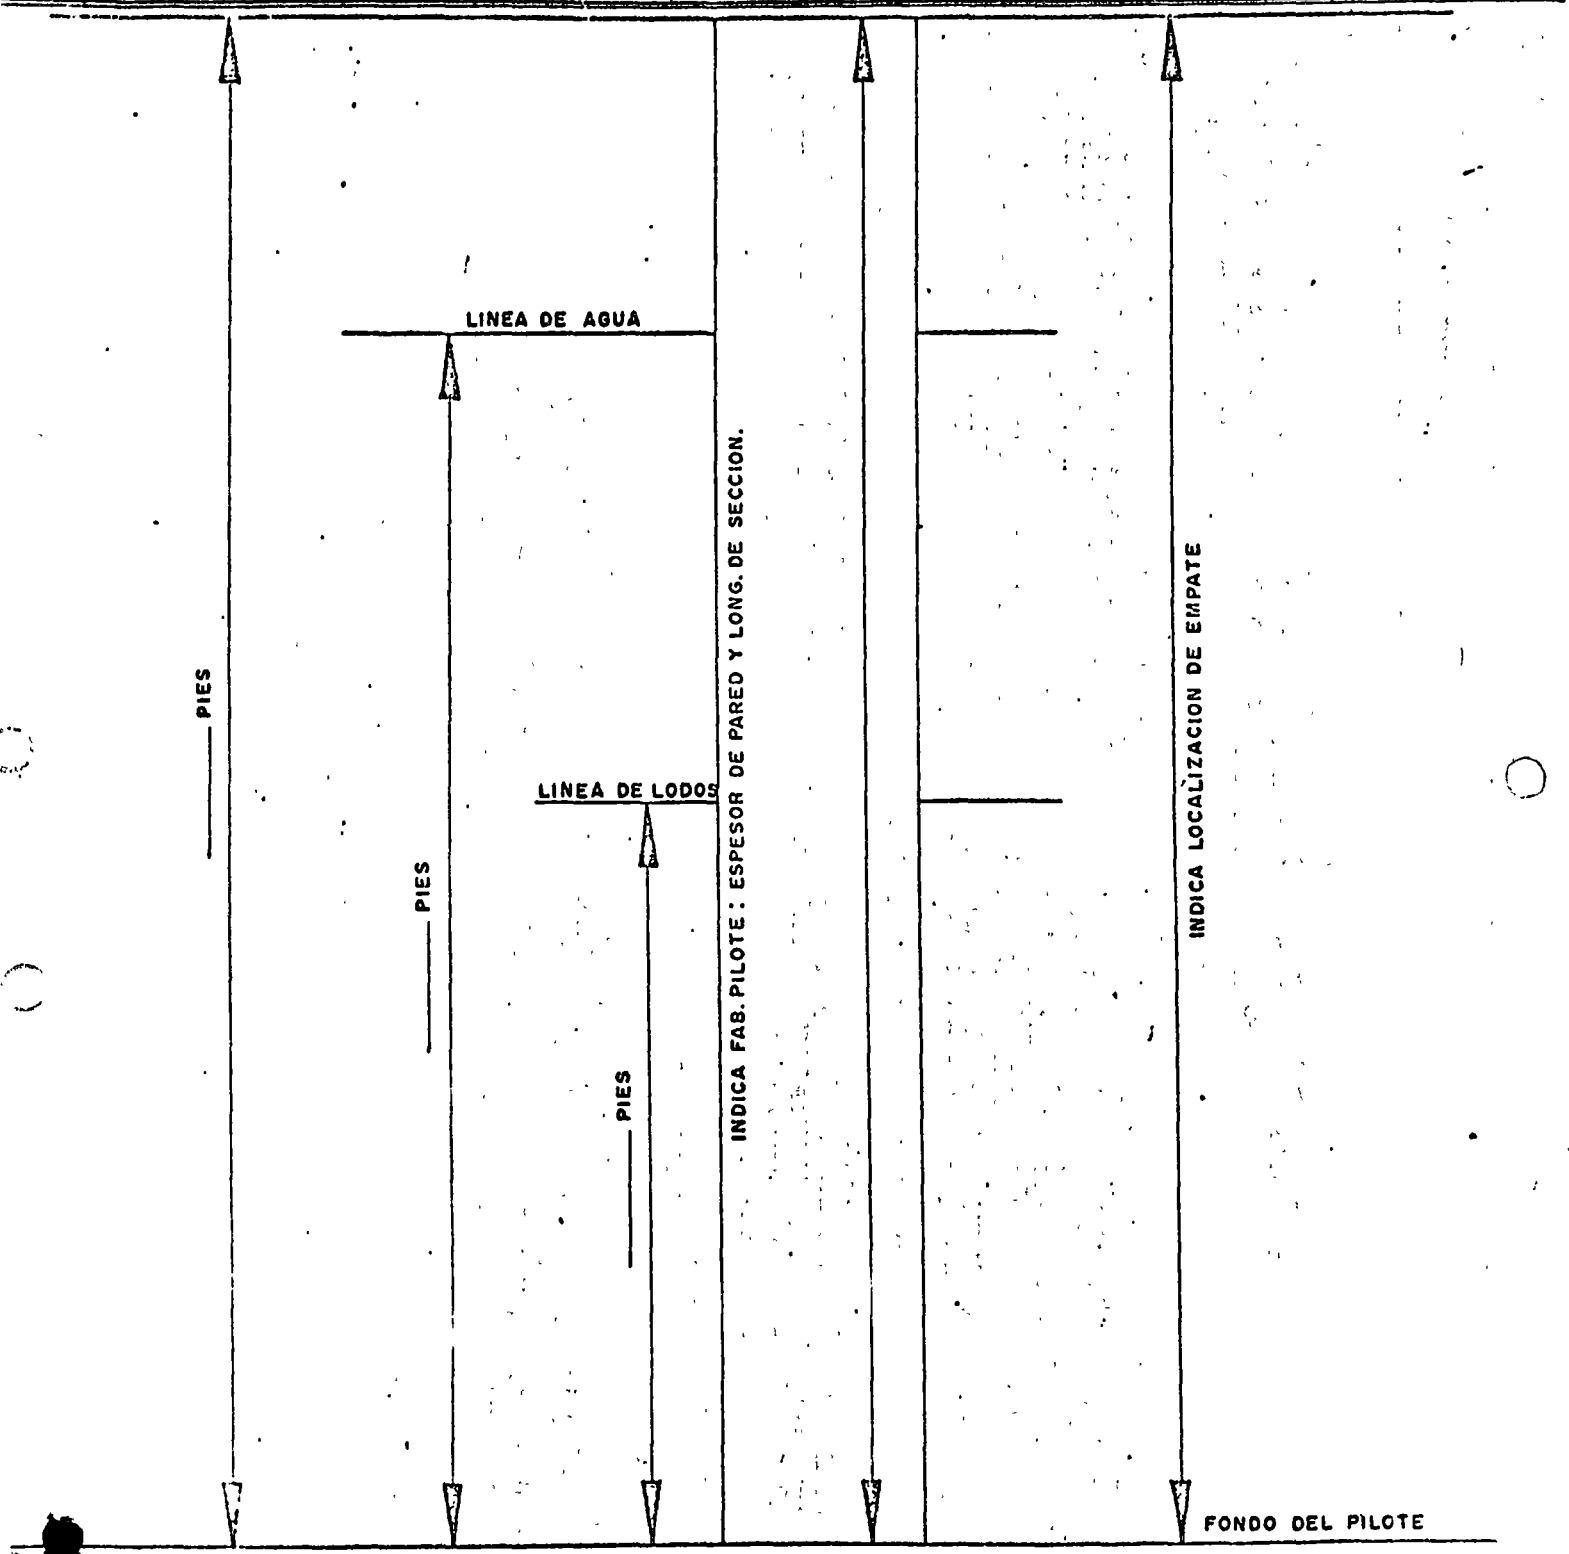 LINEA DE AGUA
INDICA FAB. PILOTE : ESPESOR DE PARED Y LONG. DE SECCION.
INDICA LOCALIZACION DE EMPATE
PIES
LINEA DE LODOS
PIES
PIES
FONDO DEL PILOTE